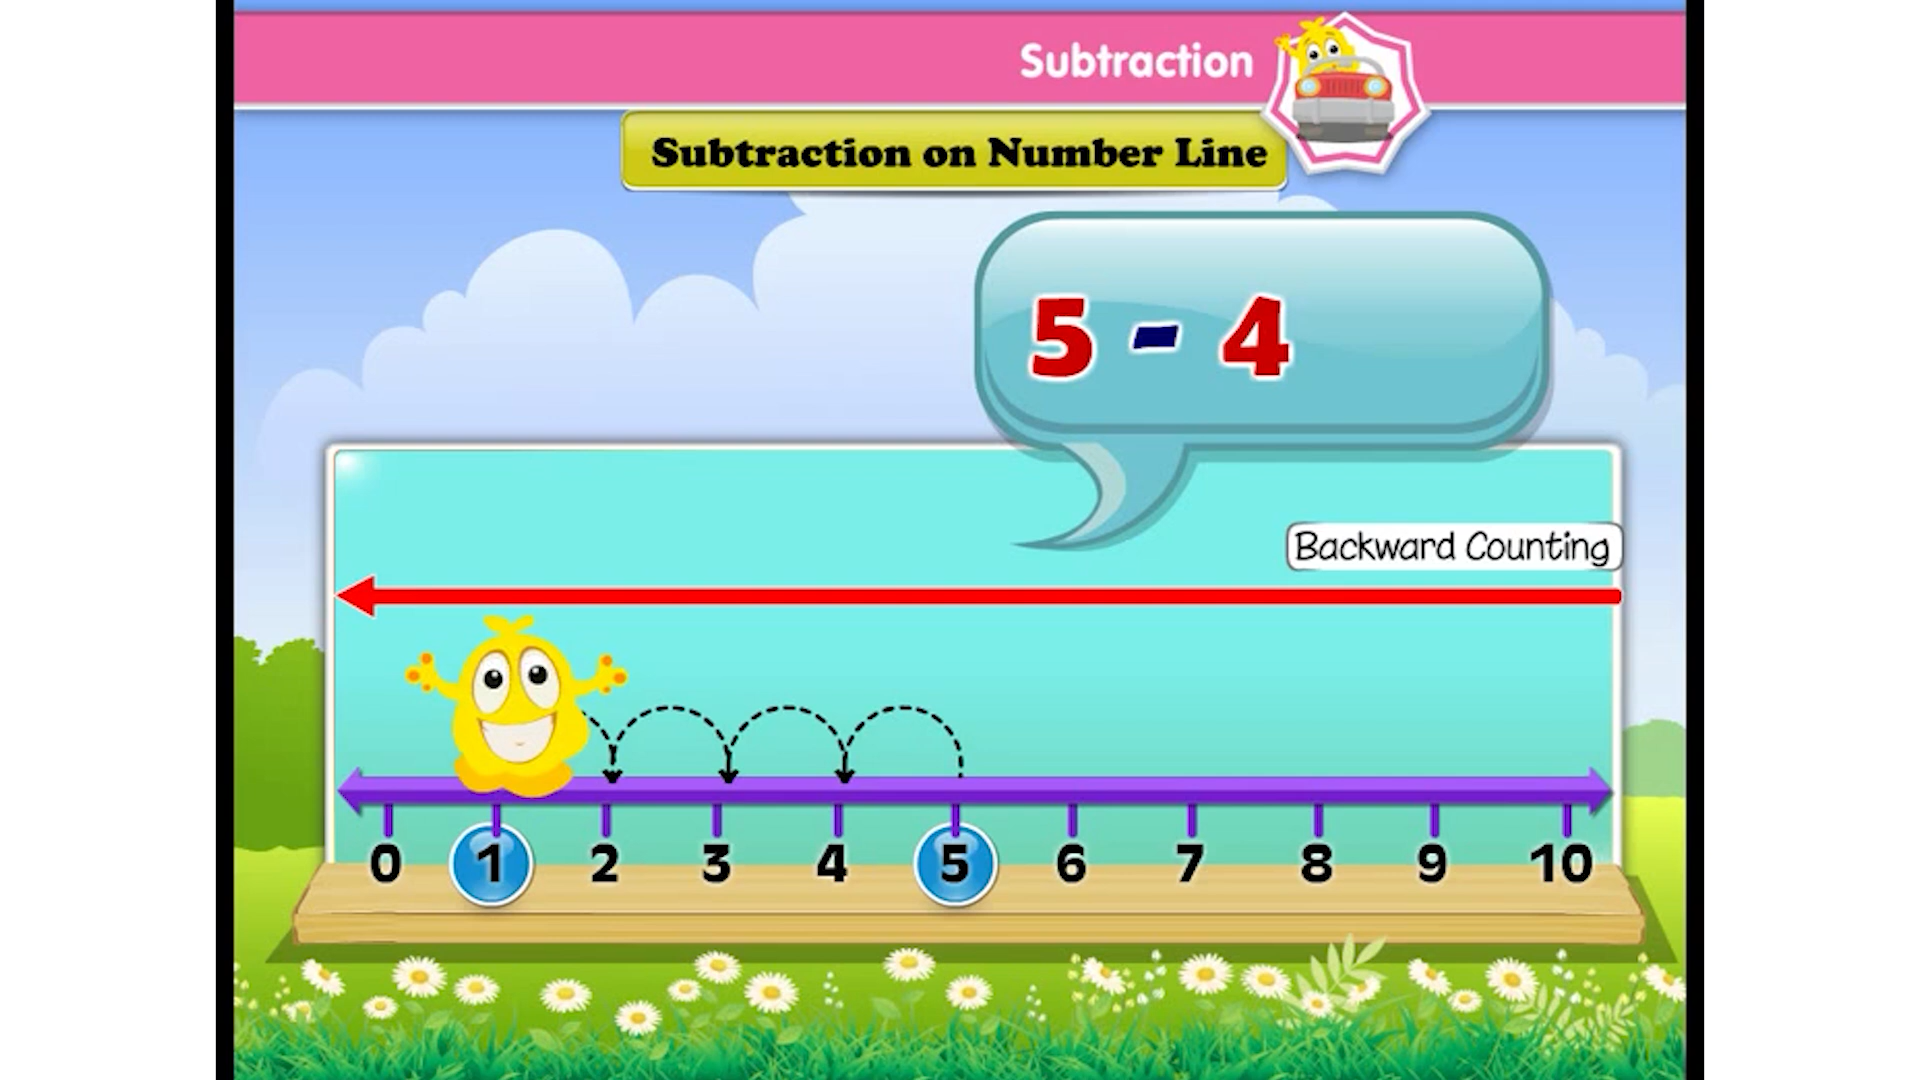 Subtraction
Subtraction on Number Line
5 - 4
Backward Counting
0 1 2 3 4 5 6 7 8 9 10